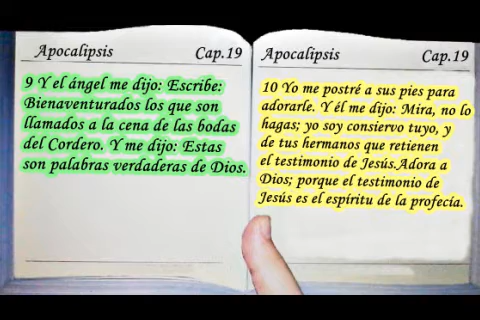 Apocalipsis Cap.19
9 Y el ángel me dijo: Escribe:
Bienaventurados los que son
llamados a la cena de las bodas
del Cordero. Y me dijo: Estas
son palabras verdaderas de Dios.
Apocalipsis Cap.19
10 Yo me postré a sus pies para
adorarle. Y él me dijo: Mira, no lo
hagas; yo soy consiervo tuyo, y
de tus hermanos que retienen
el testimonio de Jesús.Adora a
Dios; porque el testimonio de
Jesús es el espíritu de la profecía.